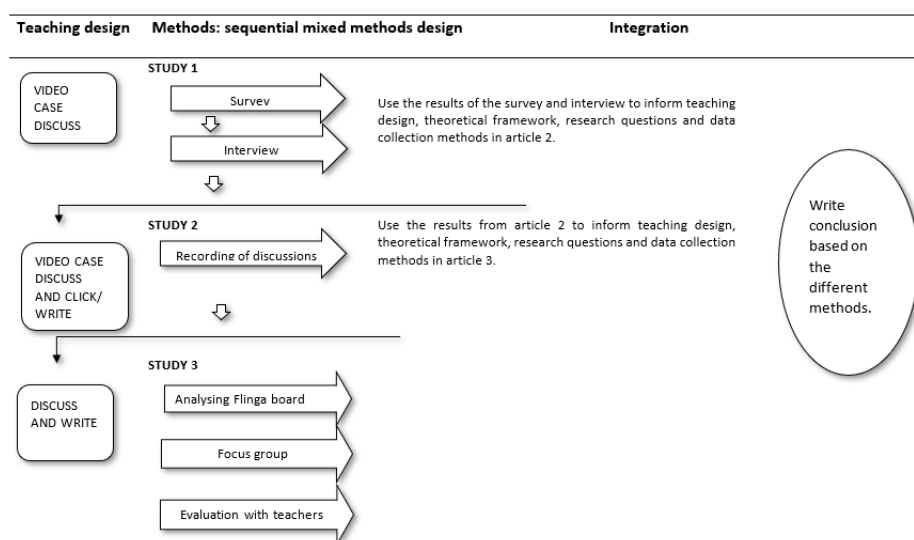 Teaching design Methods: sequential mixed methods design Integration
STUDY 1
VIDEO
CASE
DISCUSS
Survev
Interview
Use the results of the survey and interview to inform teaching
design, theoretical framework, research questions and data
collection methods in article 2.
STUDY 2
VIDEO CASE
DISCUSS
AND CLICK/
WRITE
Recording of discussions
Use the results from article 2 to inform teaching design,
theoretical framework, research questions and data collection
methods in article 3.
STUDY 3
DISCUSS
AND WRITE
Analysing Flinga board
Focus group
Evaluation with teachers
Write
conclusion
based on
the
different
methods.